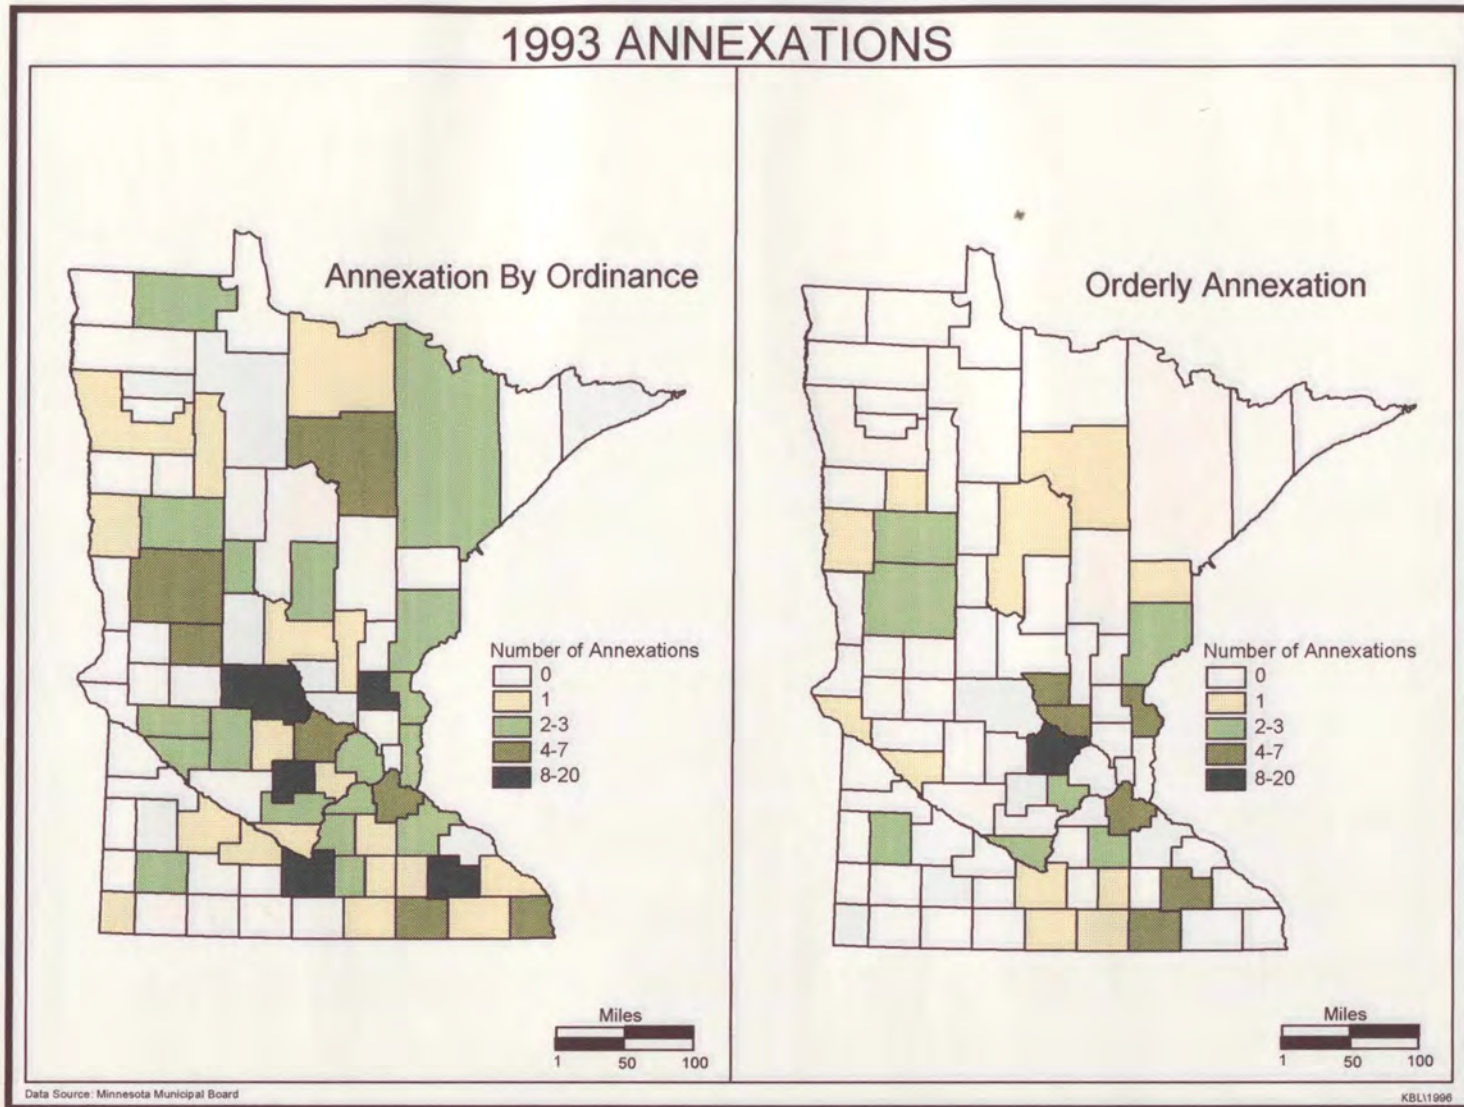 1993 ANNEXATIONS
Annexation By Ordinance
Number of Annexations
0
1
2-3
4-7
8-20
Miles
1 50 100
Orderly Annexation
Number of Annexations
0
1
2-3
4-7
8-20
Miles
1 50 100
Data Source: Minnesota Municipal Board
KBL\1996